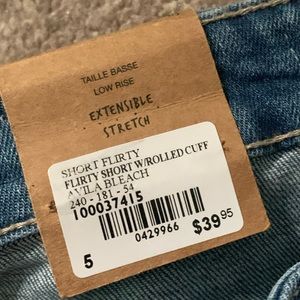 TAILLE BASSE
LOW RISE
EXTENSIBLE
STRETCH
SHORT FLIRTY
FLIRTY SHORT W/ROLLED CUFF
AVILA BLEACH
240 - 181 - 54
100037415
5
0429966
$39.95